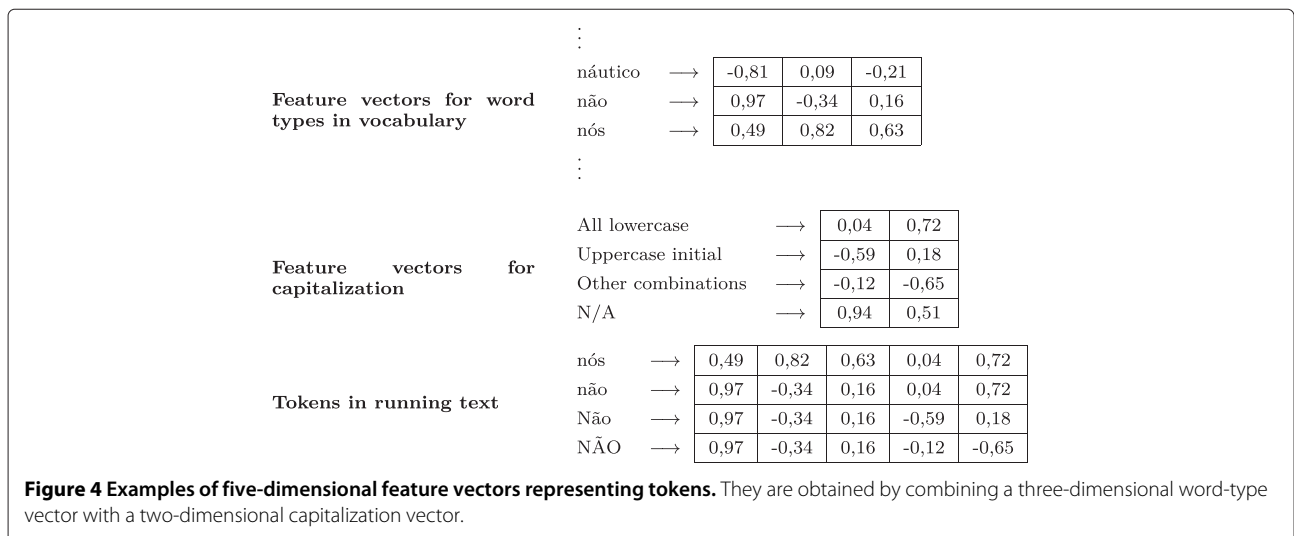 ⋮
náutico ⟶ -0,81 0,09 -0,21
Feature vectors for word
types in vocabulary
não ⟶ 0,97 -0,34 0,16
nós ⟶ 0,49 0,82 0,63
⋮
All lowercase ⟶ 0,04 0,72
Uppercase initial ⟶ -0,59 0,18
Feature vectors for
capitalization
Other combinations ⟶ -0,12 -0,65
N/A ⟶ 0,94 0,51
nós ⟶ 0,49 0,82 0,63 0,04 0,72
não ⟶ 0,97 -0,34 0,16 0,04 0,72
Tokens in running text
Não ⟶ 0,97 -0,34 0,16 -0,59 0,18
NÃO ⟶ 0,97 -0,34 0,16 -0,12 -0,65
Figure 4 Examples of five-dimensional feature vectors representing tokens. They are obtained by combining a three-dimensional word-type
vector with a two-dimensional capitalization vector.